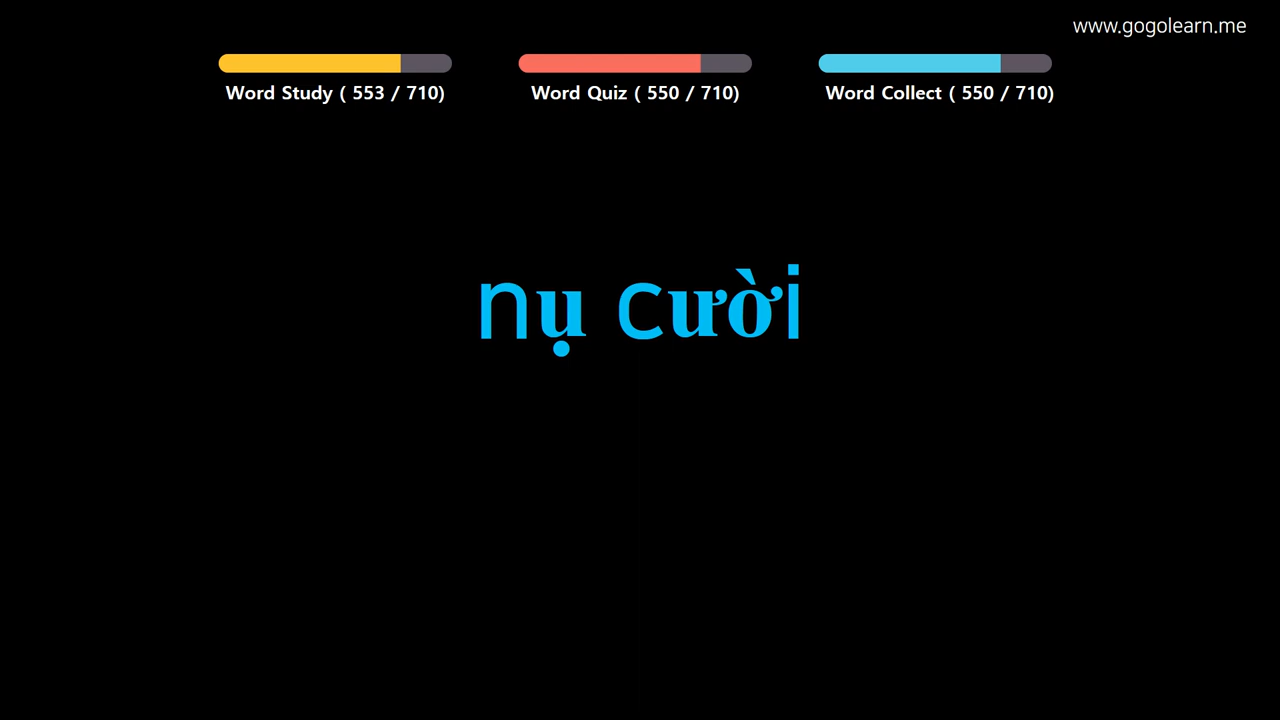 www.gogolearn.me
Word Study ( 553 / 710)
Word Quiz ( 550 / 710)
Word Collect ( 550 / 710)
nụ cười